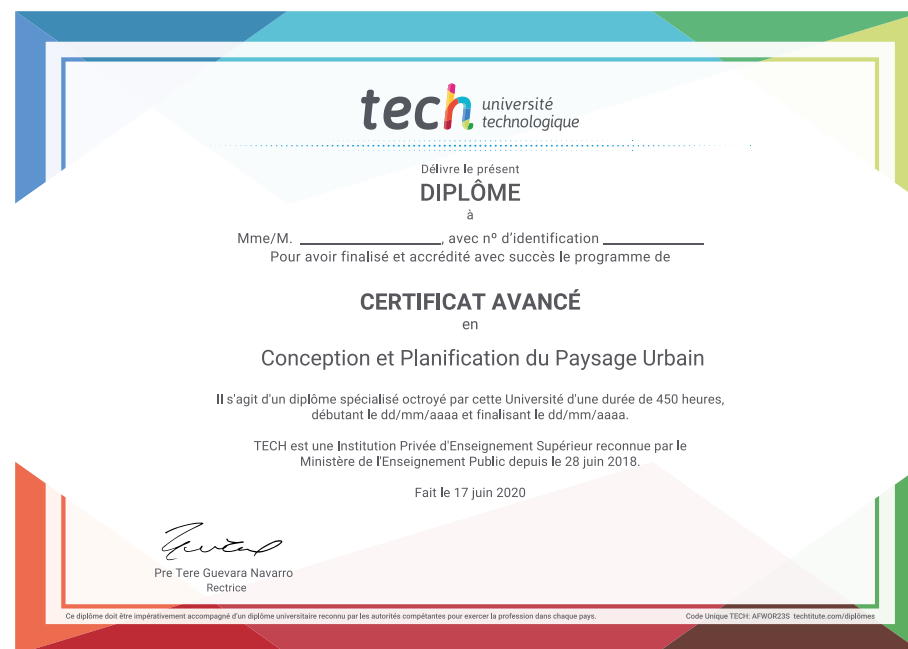 tech université
technologique
Délivre le présent
DIPLÔME
à
Mme/M. ____________________, avec nº d'identification ______________
Pour avoir finalisé et accrédité avec succès le programme de
CERTIFICAT AVANCÉ
en
Conception et Planification du Paysage Urbain
Il s'agit d'un diplôme spécialisé octroyé par cette Université d'une durée de 450 heures,
débutant le dd/mm/aaaa et finalisant le dd/mm/aaaa.
TECH est une Institution Privée d'Enseignement Supérieur reconnue par le
Ministère de l'Enseignement Public depuis le 28 juin 2018.
Fait le 17 juin 2020
Pre Tere Guevara Navarro
Rectrice
Ce diplôme doit être impérativement accompagné d'un diplôme universitaire reconnu par les autorités compétentes pour exercer la profession dans chaque pays.
Code Unique TECH: AFWOR23S techtitute.com/diplômes